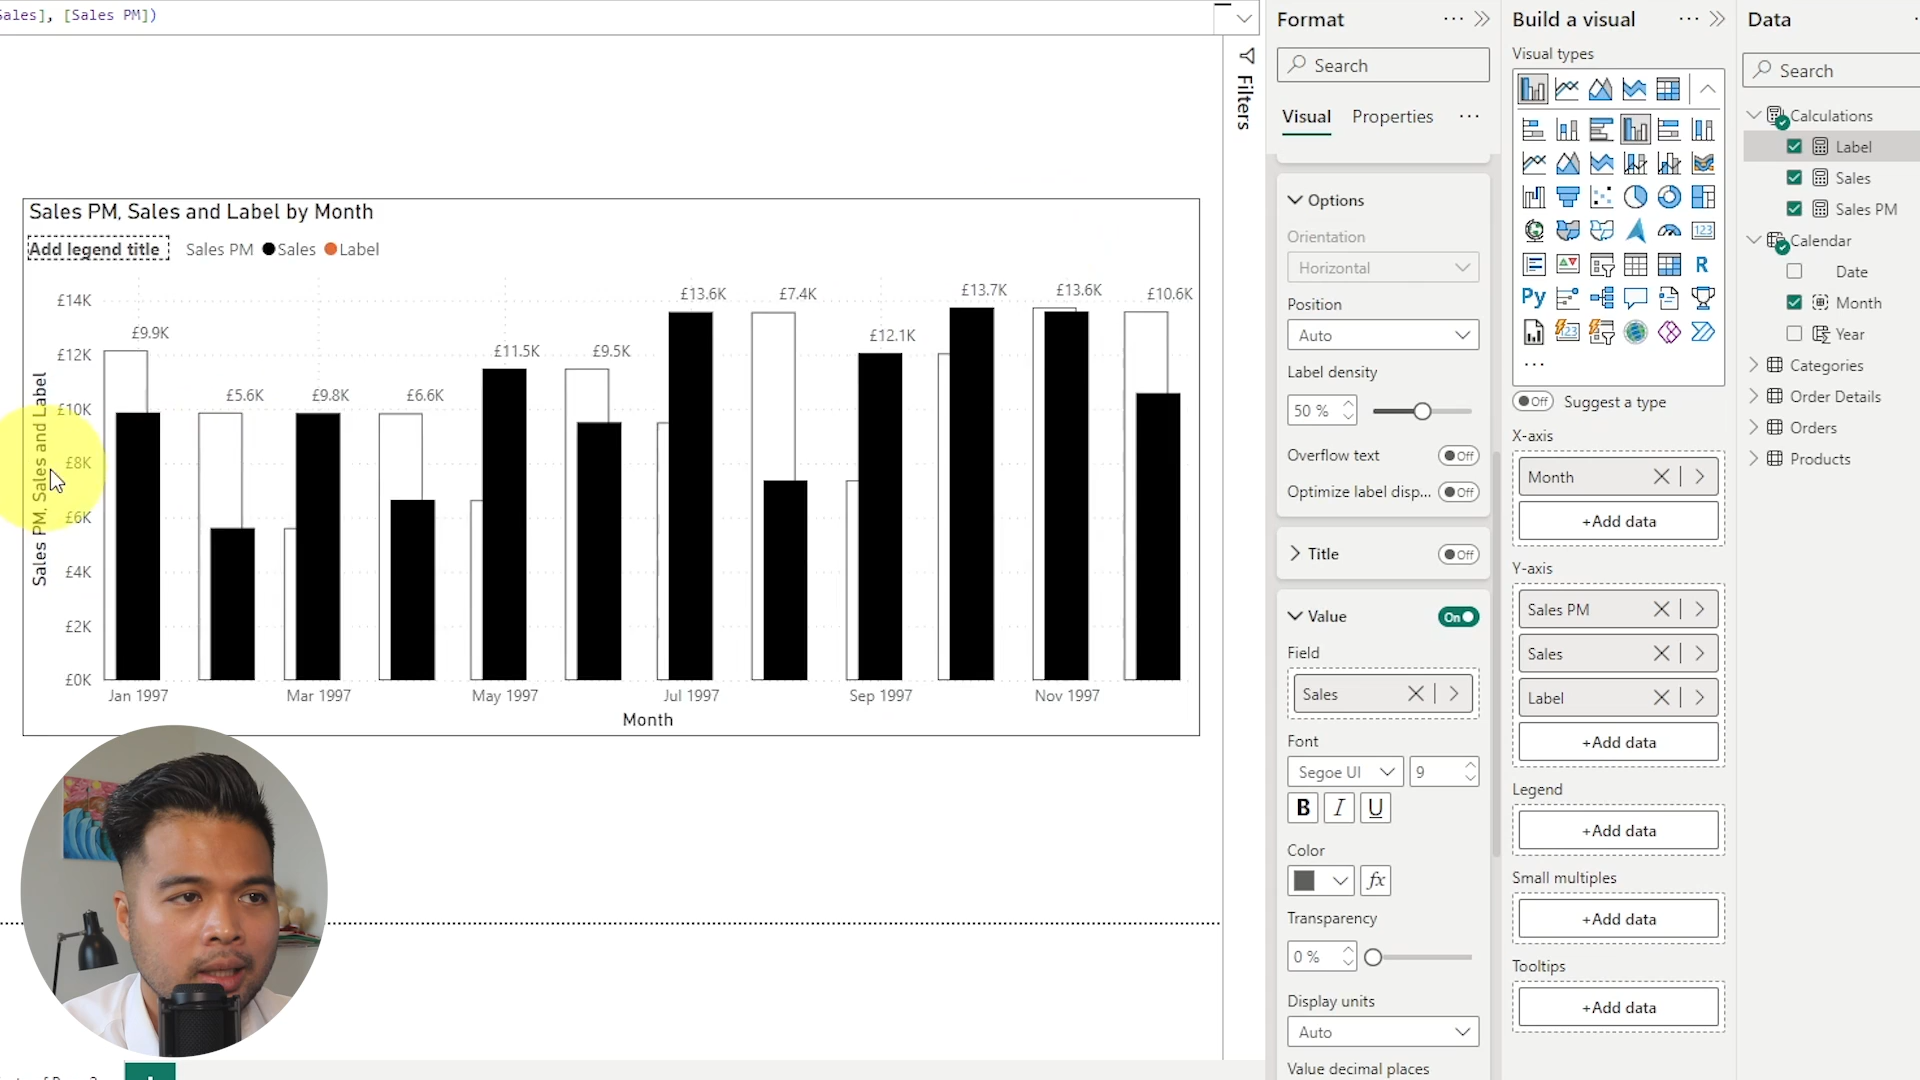 Sales], [Sales PM])
Filters
Sales PM, Sales and Label by Month
Add legend title Sales PM Sales Label
Sales PM, Sales and Label
£14K
£12K
£10K
£8K
£6K
£4K
£2K
£0K
£9.9K
£5.6K
£9.8K
£6.6K
£11.5K
£9.5K
£13.6K
£7.4K
£12.1K
£13.7K
£13.6K
£10.6K
Jan 1997 Mar 1997 May 1997 Jul 1997 Sep 1997 Nov 1997
Month
Format
Search
Visual Properties
Options
Orientation
Horizontal
Position
Auto
Label density
50 %
Overflow text Off
Optimize label disp... Off
Title Off
Value On
Field
Sales
Font
Segoe UI 9
B I U
Color
fx
Transparency
0 %
Display units
Auto
Value decimal places
Build a visual
Visual types
123
R
Py
123
Off Suggest a type
X-axis
Month
+Add data
Y-axis
Sales PM
Sales
Label
+Add data
Legend
+Add data
Small multiples
+Add data
Tooltips
+Add data
Data
Search
Calculations
Label
Sales
Sales PM
Calendar
Date
Month
Year
Categories
Order Details
Orders
Products